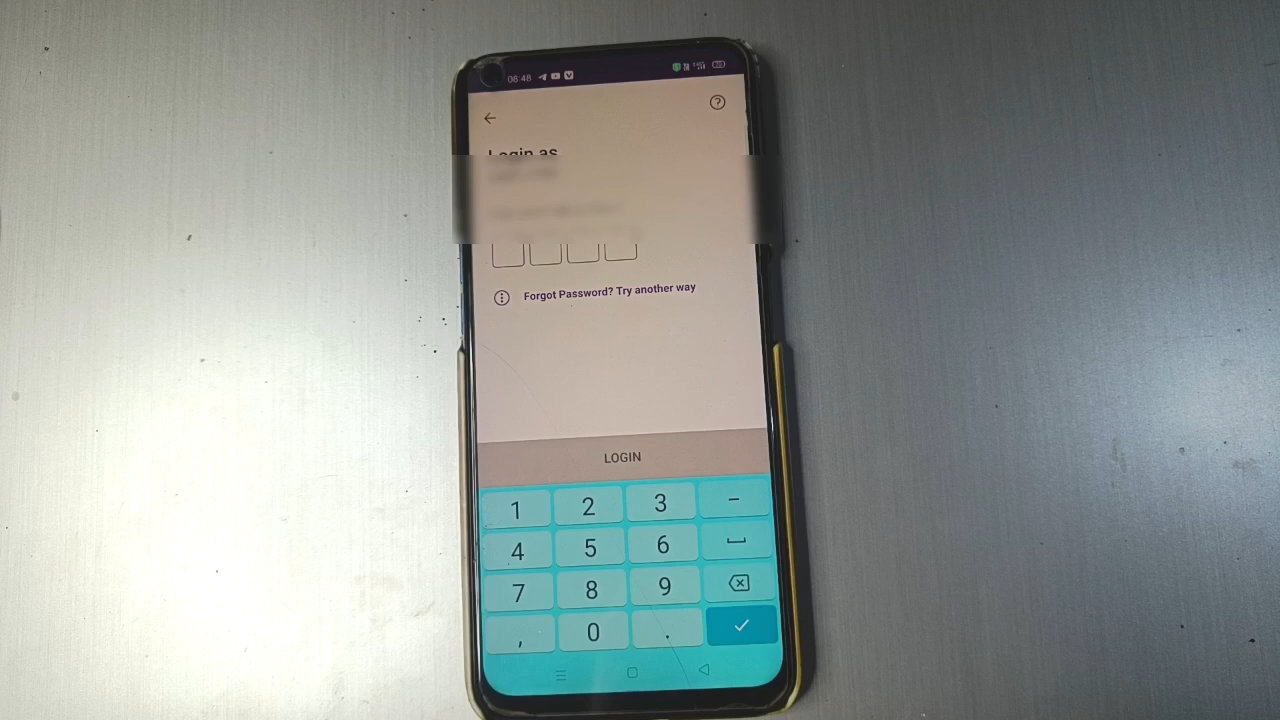 08:48
Login as
Forgot Password? Try another way
LOGIN
1 2 3 -
4 5 6
7 8 9
, 0 .